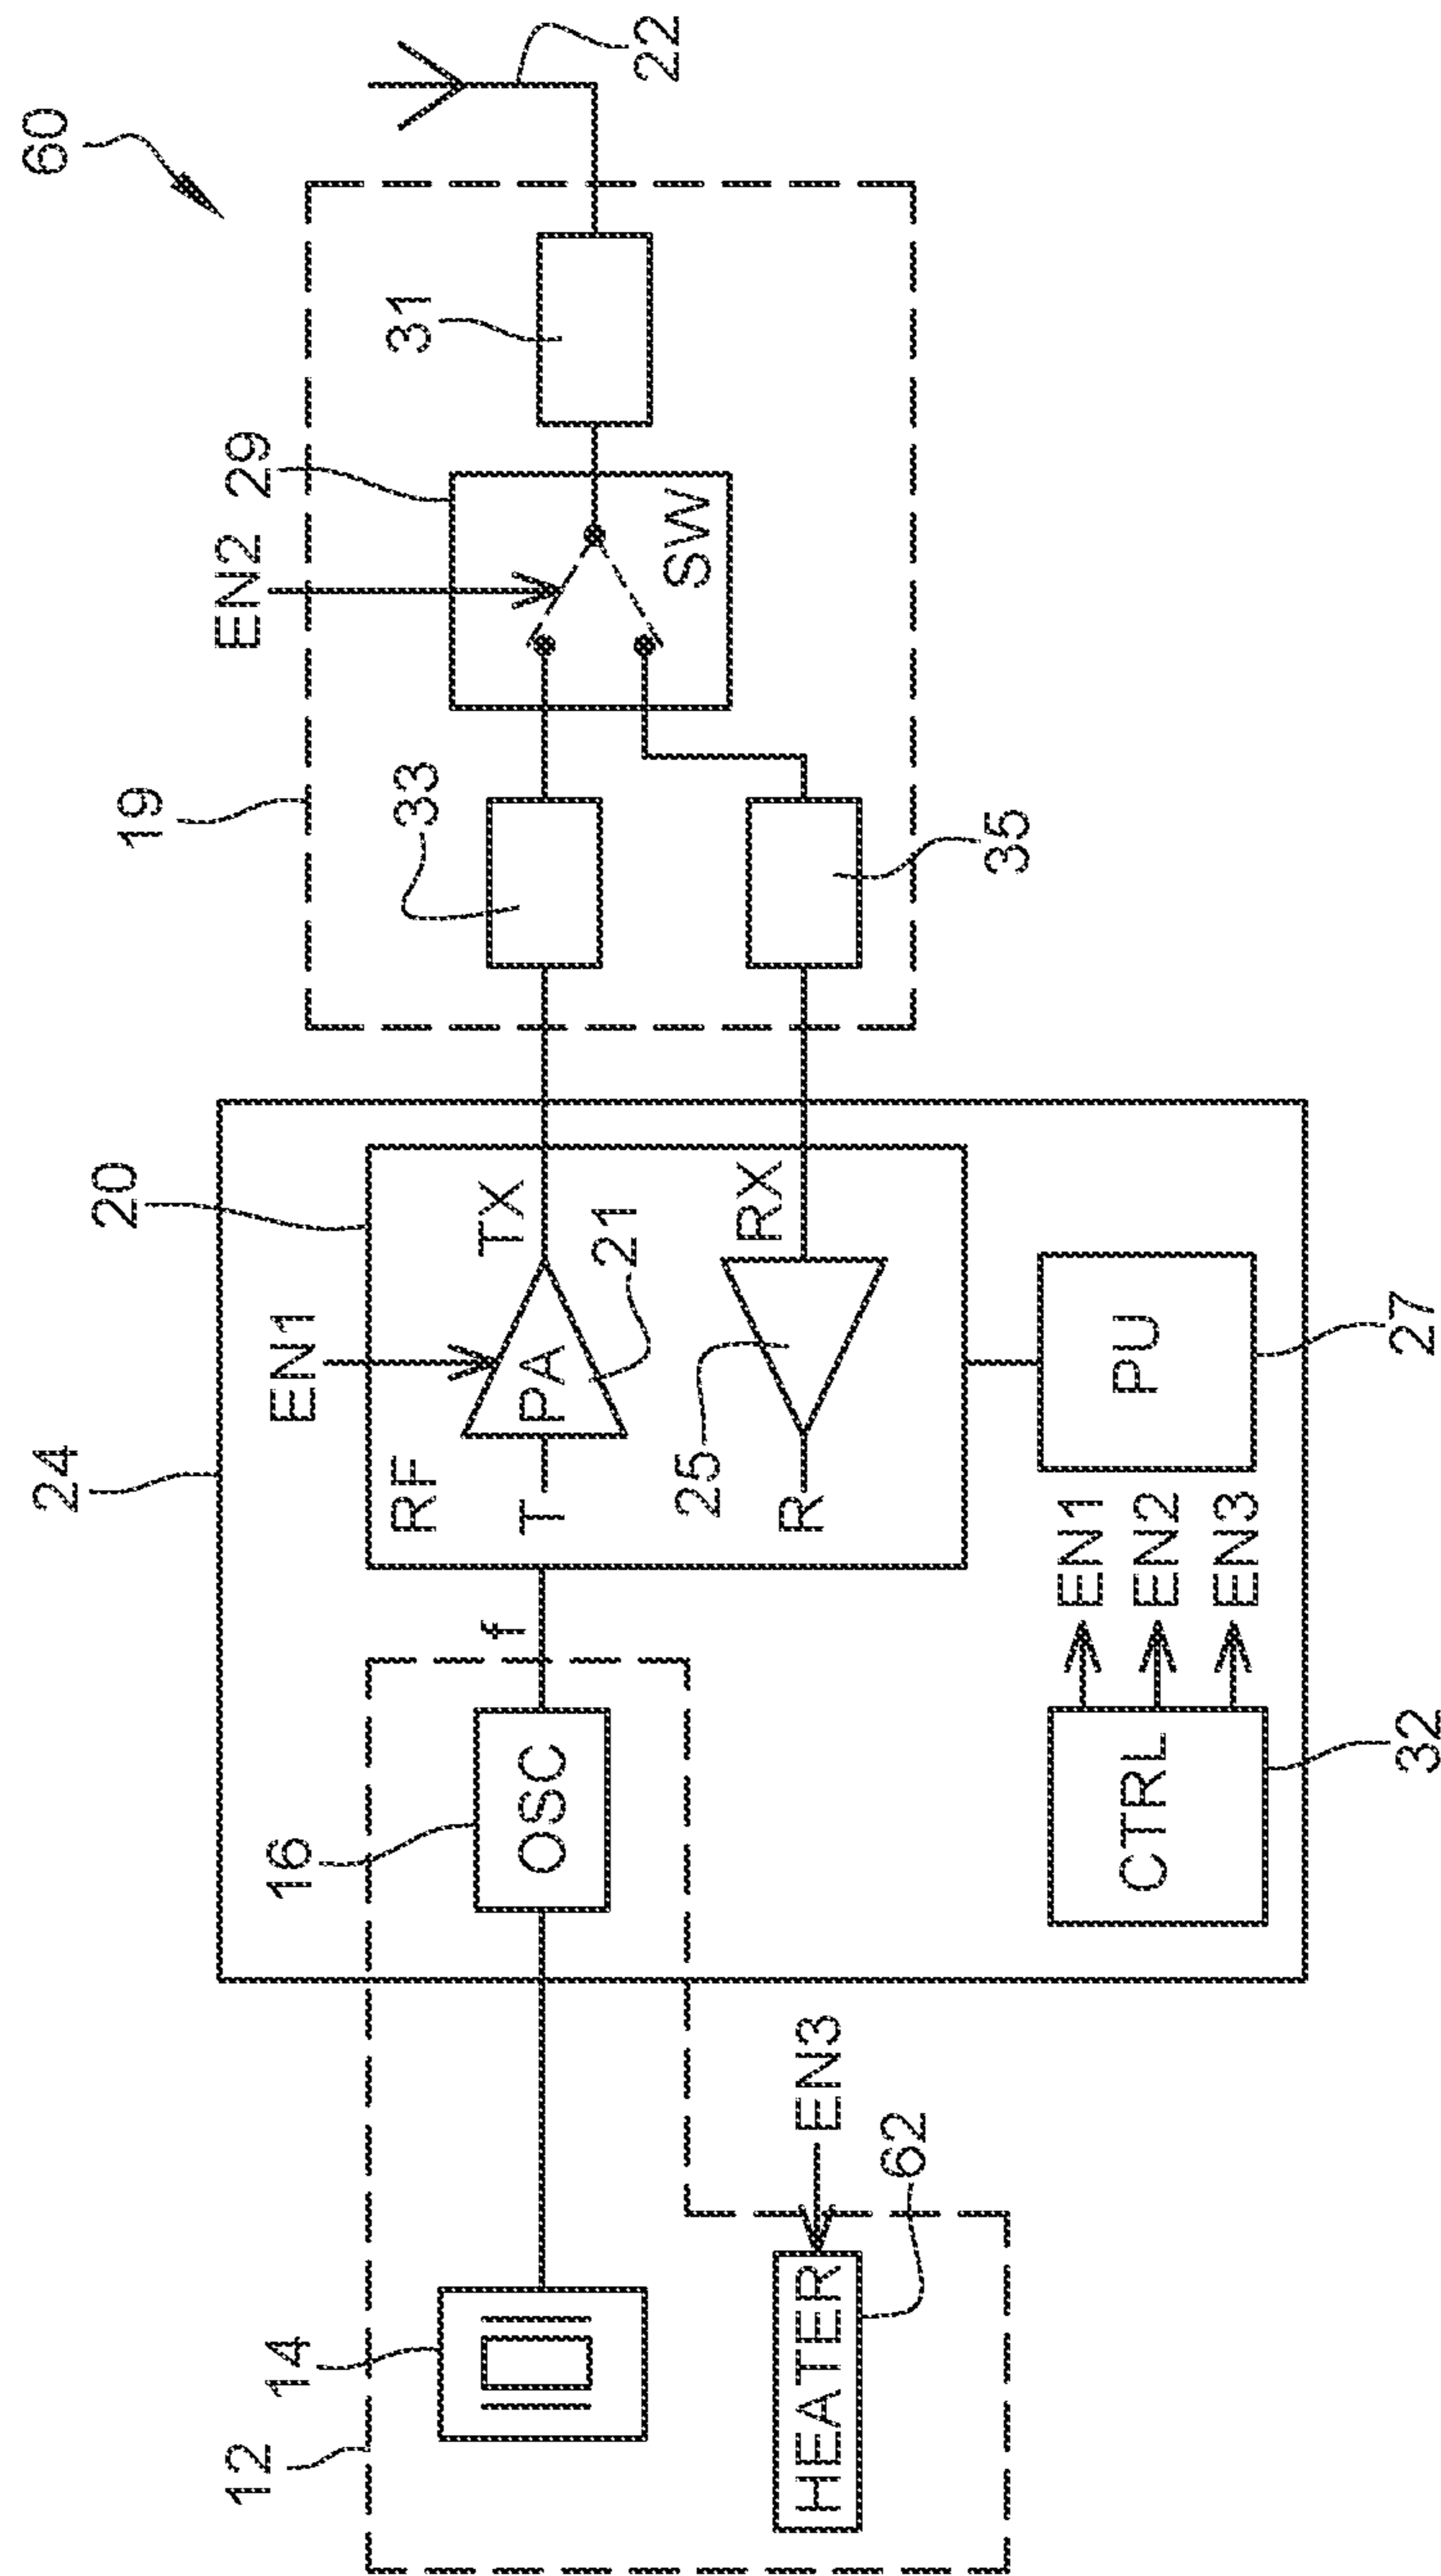 60
19
29
EN2
31
22
33
SW
35
24
20
EN1
RF
TX
PA
T
21
RX
25
R
PU
27
16
OSC
f
EN1
EN2
EN3
CTRL
32
12
14
EN3
HEATER
62